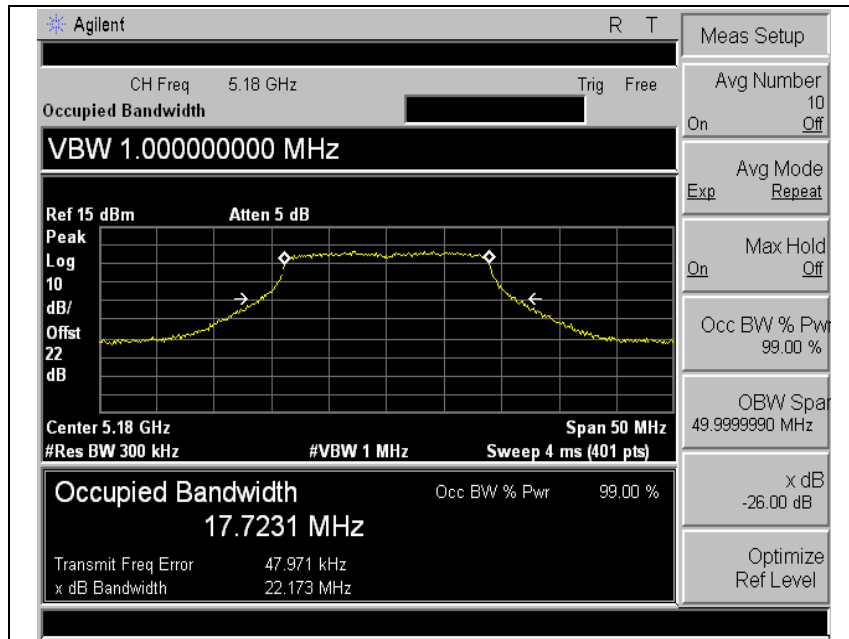 Agilent R T
CH Freq 5.18 GHz Trig Free
Occupied Bandwidth
VBW 1.000000000 MHz
Ref 15 dBm Atten 5 dB
Peak
Log
10
dB/
Offst
22
dB
Center 5.18 GHz Span 50 MHz
#Res BW 300 kHz #VBW 1 MHz Sweep 4 ms (401 pts)
Occupied Bandwidth Occ BW % Pwr 99.00 %
17.7231 MHz
Transmit Freq Error 47.971 kHz
x dB Bandwidth 22.173 MHz
Meas Setup
Avg Number
10
On Off
Avg Mode
Exp Repeat
Max Hold
On Off
Occ BW % Pwr
99.00 %
OBW Spar
49.9999990 MHz
x dB
-26.00 dB
Optimize
Ref Level